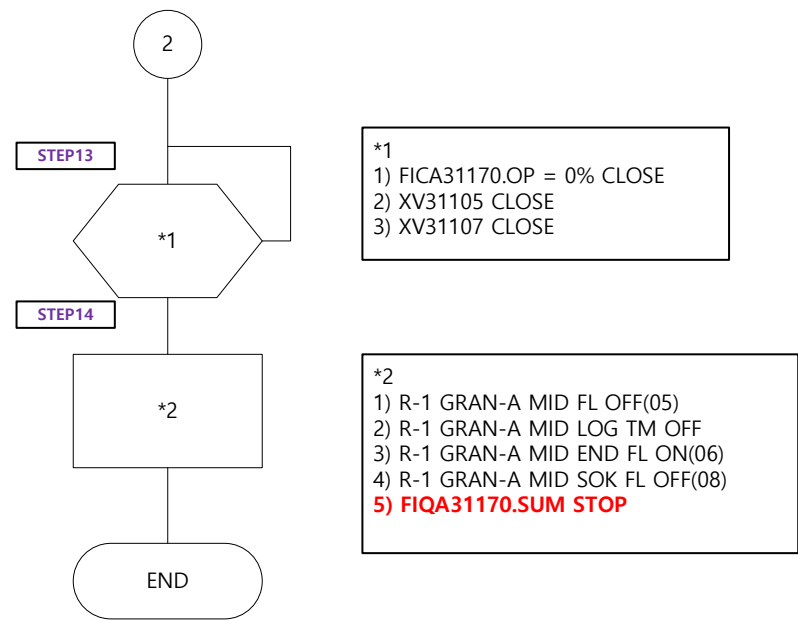 2
STEP13
*1
*1
1) FICA31170.OP = 0% CLOSE
2) XV31105 CLOSE
3) XV31107 CLOSE
STEP14
*2
*2
1) R-1 GRAN-A MID FL OFF(05)
2) R-1 GRAN-A MID LOG TM OFF
3) R-1 GRAN-A MID END FL ON(06)
4) R-1 GRAN-A MID SOK FL OFF(08)
5) FIQA31170.SUM STOP
END